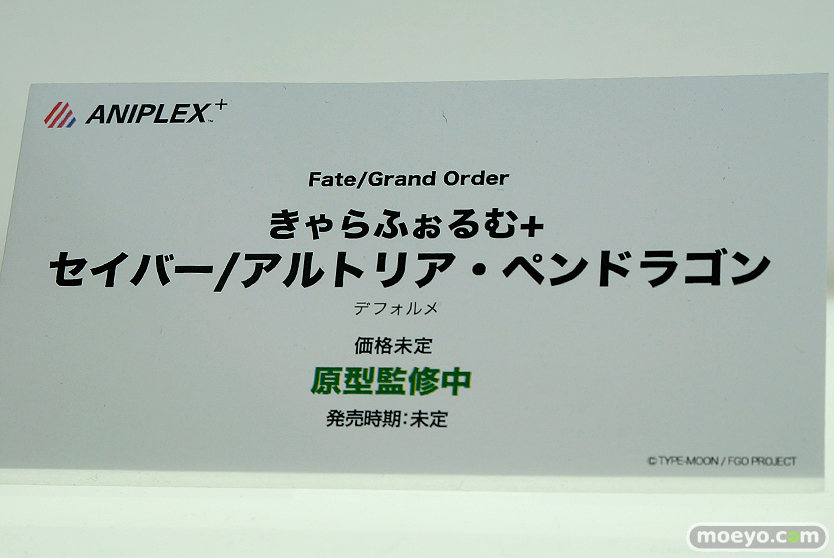 ANIPLEX+™
Fate/Grand Order
きゃらふぉるむ+
セイバー/アルトリア・ペンドラゴン
デフォルメ
価格未定
原型監修中
発売時期:未定
©TYPE-MOON / FGO PROJECT
moeyo.com